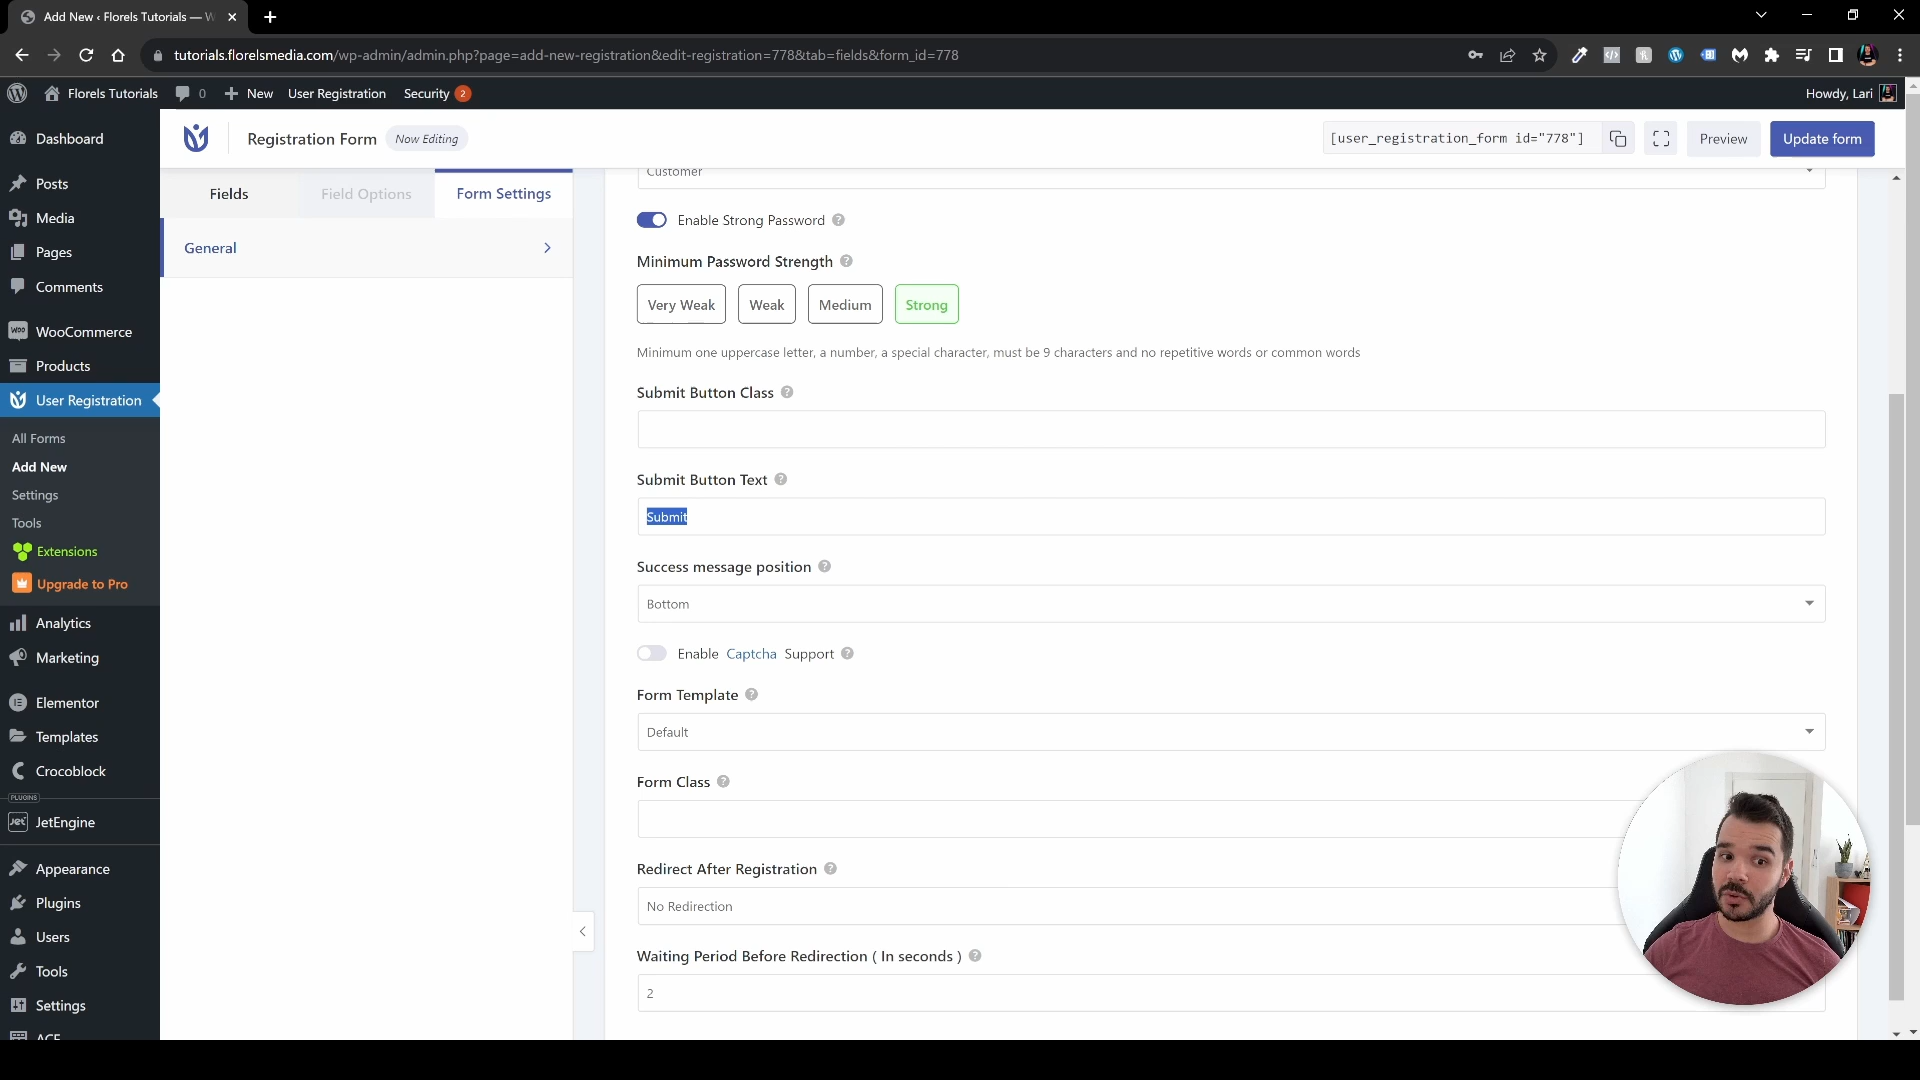 Add New ‹ Florels Tutorials — W
tutorials.florelsmedia.com/wp-admin/admin.php?page=add-new-registration&edit-registration=778&tab=fields&form_id=778
Florels Tutorials 0 New User Registration Security 2 Howdy, Lari
Registration Form Now Editing [user_registration_form id="778"] Preview Update form
Dashboard
Posts
Media
Pages
Comments
WooCommerce
Products
User Registration
All Forms
Add New
Settings
Tools
Extensions
Upgrade to Pro
Analytics
Marketing
Elementor
Templates
Crocoblock
PLUGINS
JetEngine
Appearance
Plugins
Users
Tools
Settings
ACF
Fields Field Options Form Settings
General
Customer
Enable Strong Password
Minimum Password Strength
Very Weak Weak Medium Strong
Minimum one uppercase letter, a number, a special character, must be 9 characters and no repetitive words or common words
Submit Button Class
Submit Button Text
Submit
Success message position
Bottom
Enable Captcha Support
Form Template
Default
Form Class
Redirect After Registration
No Redirection
Waiting Period Before Redirection ( In seconds )
2